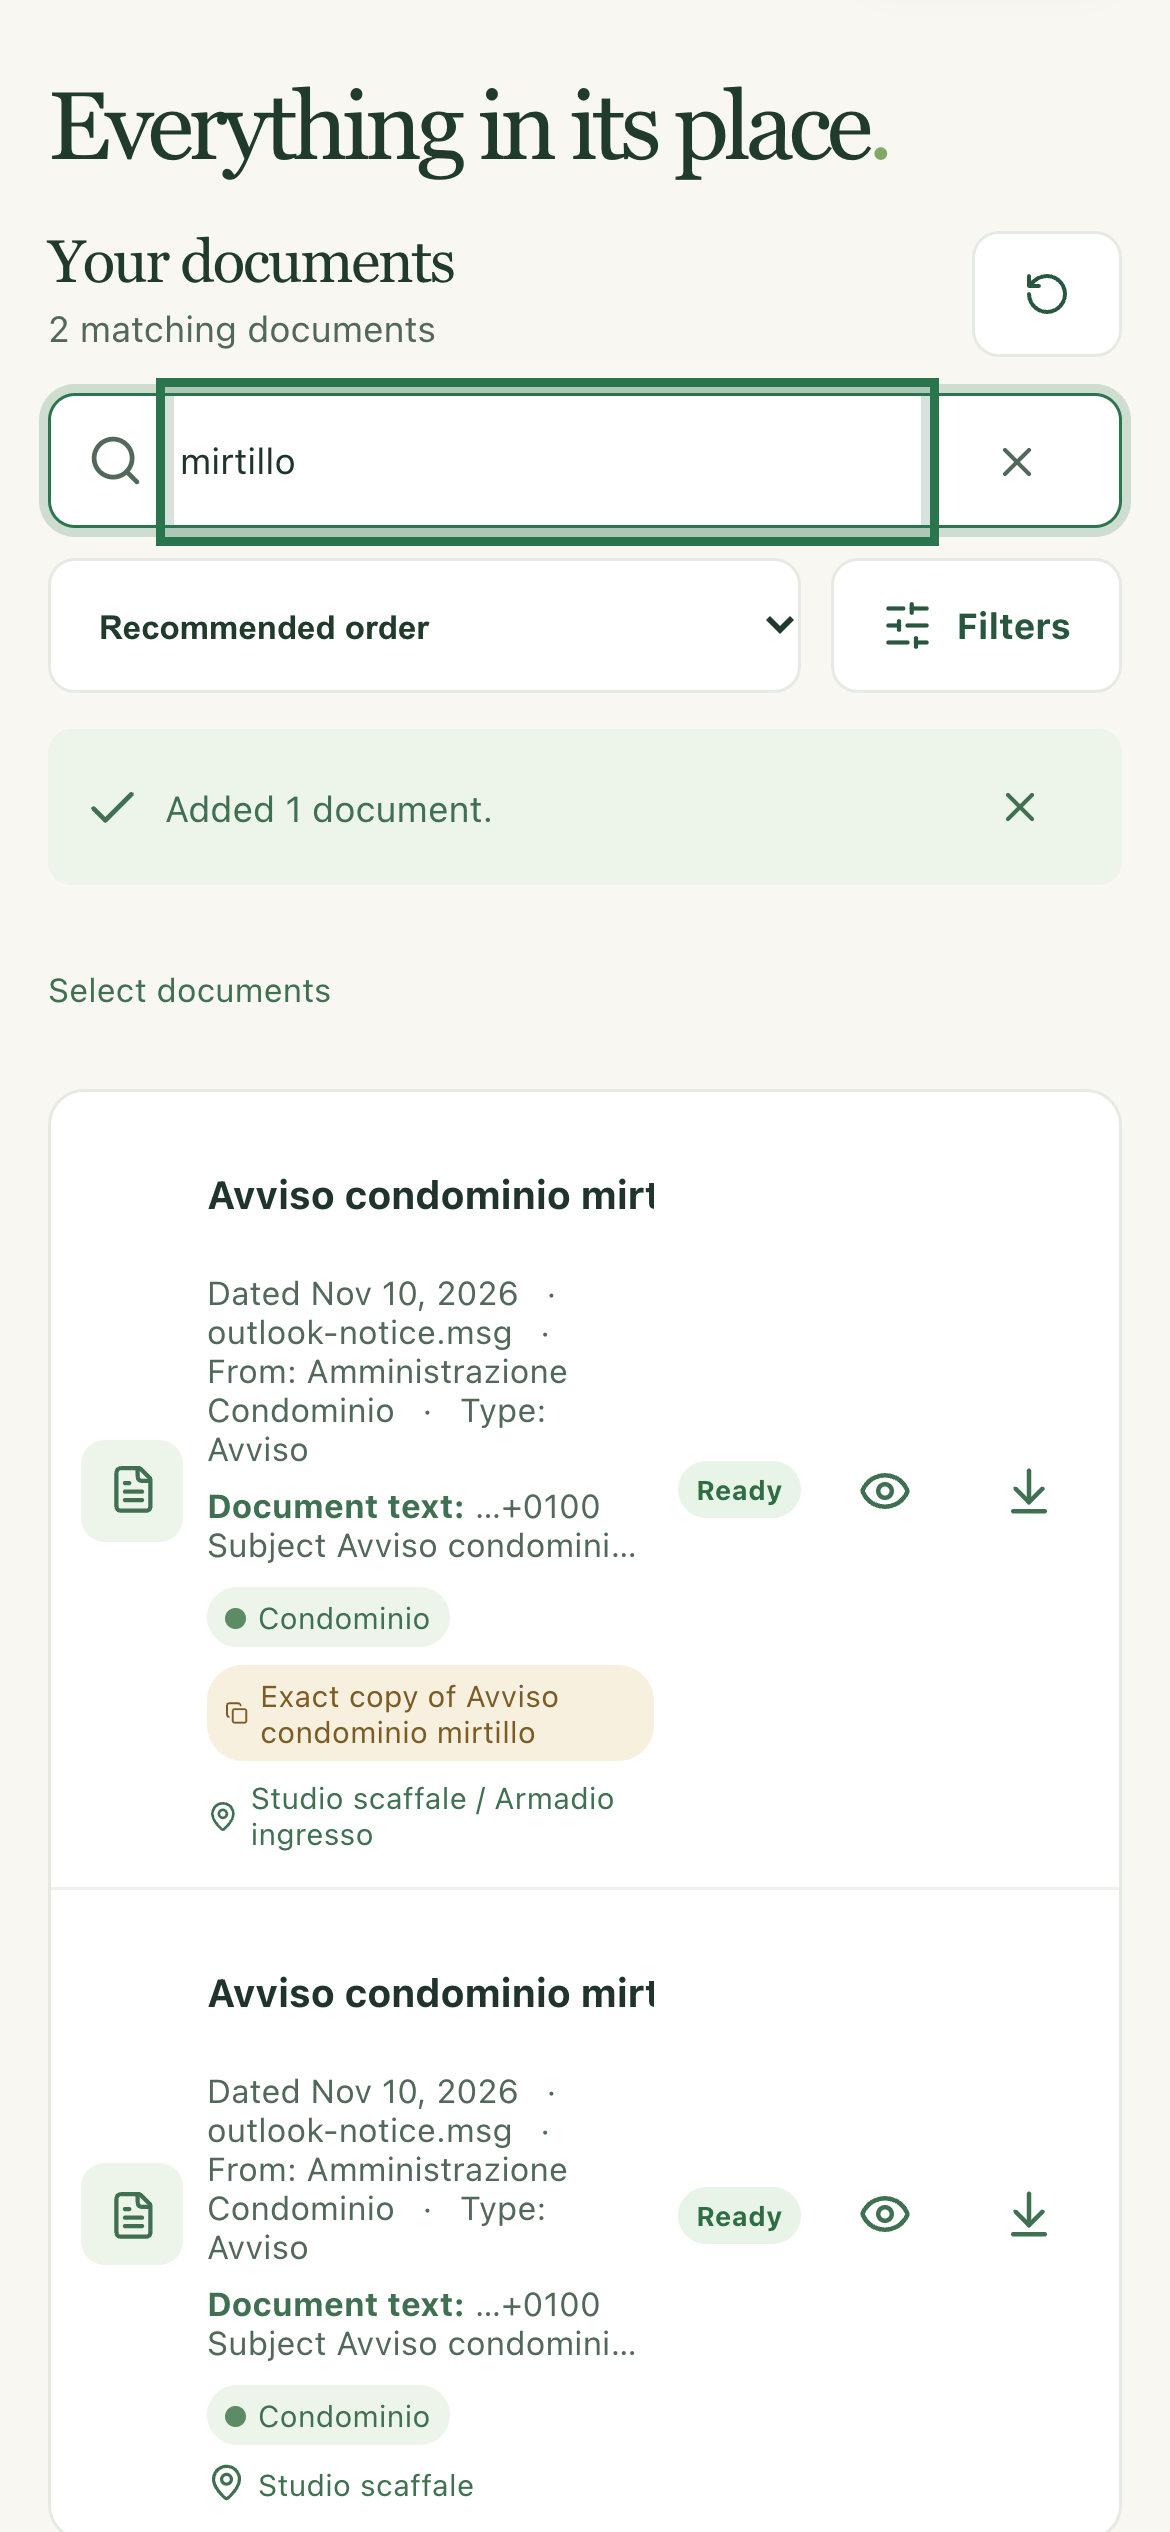 Everything in its place.
Your documents
2 matching documents
mirtillo
Recommended order
Filters
Added 1 document.
Select documents
Avviso condominio mirt
Dated Nov 10, 2026 ·
outlook-notice.msg ·
From: Amministrazione
Condominio · Type:
Avviso
Document text: ...+0100
Subject Avviso condomini...
Ready
Condominio
Exact copy of Avviso
condominio mirtillo
Studio scaffale / Armadio
ingresso
Avviso condominio mirt
Dated Nov 10, 2026 ·
outlook-notice.msg ·
From: Amministrazione
Condominio · Type:
Avviso
Document text: ...+0100
Subject Avviso condomini...
Ready
Condominio
Studio scaffale